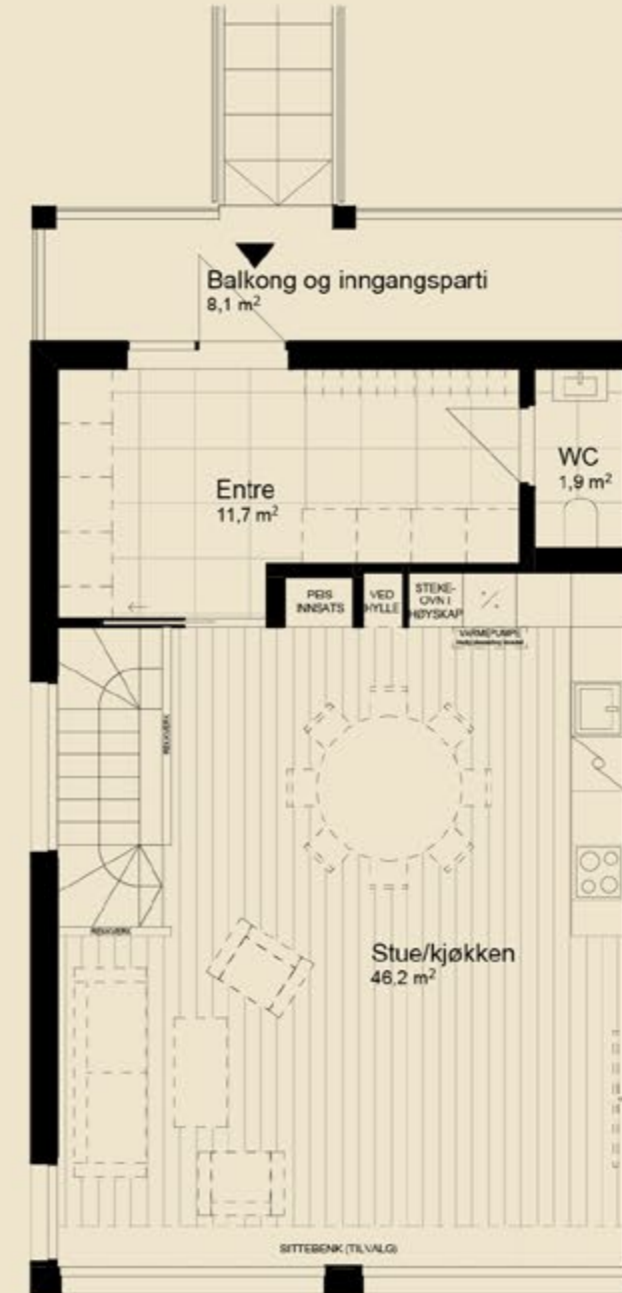 Balkong og inngangsparti
8,1 m²
WC
1,9 m²
Entre
11,7 m²
PEIS
INNSATS
VED
HYLLE
STEKE-
OVN I
HØYSKAP
VARMEPUMPE
REKKVERK
REKKVERK
Stue/kjøkken
46,2 m²
SITTEBENK (TILVALG)